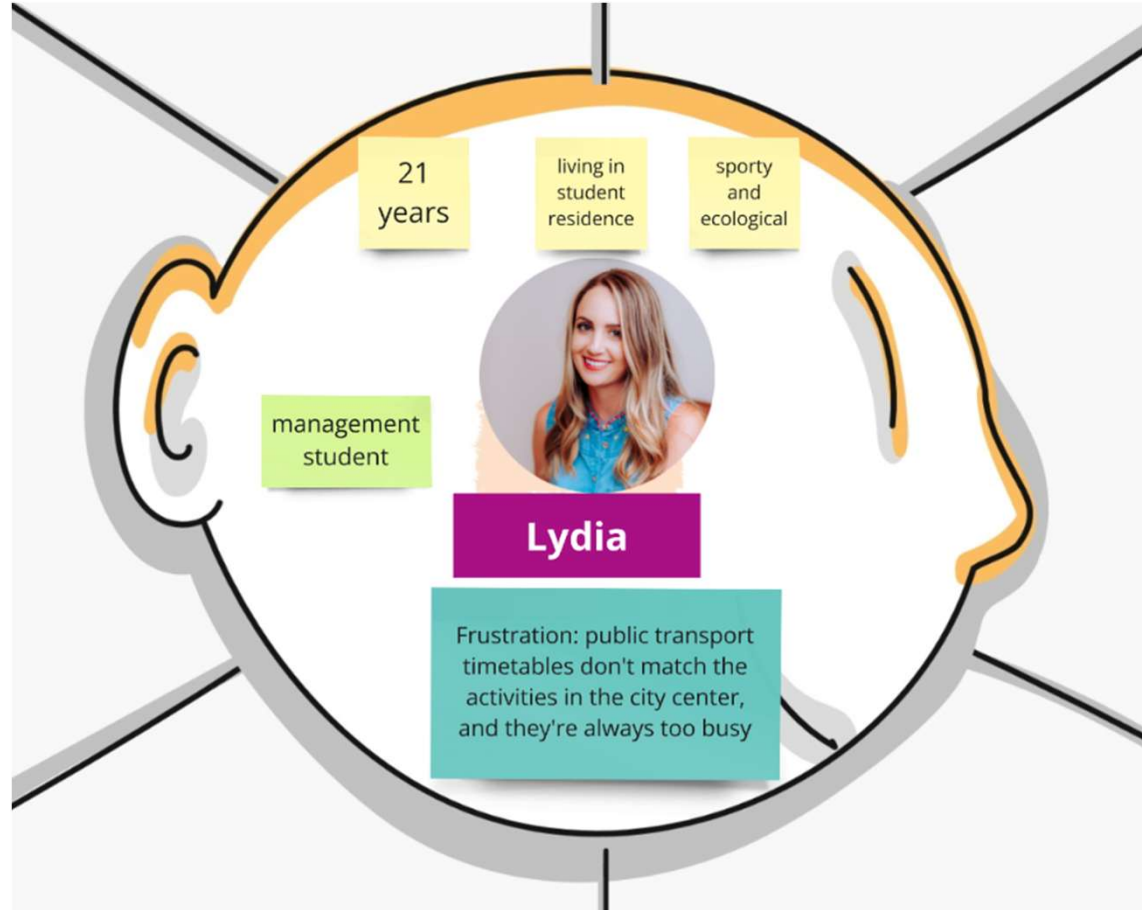 21
years
living in
student
residence
sporty
and
ecological
management
student
Lydia
Frustration: public transport
timetables don't match the
activities in the city center,
and they're always too busy